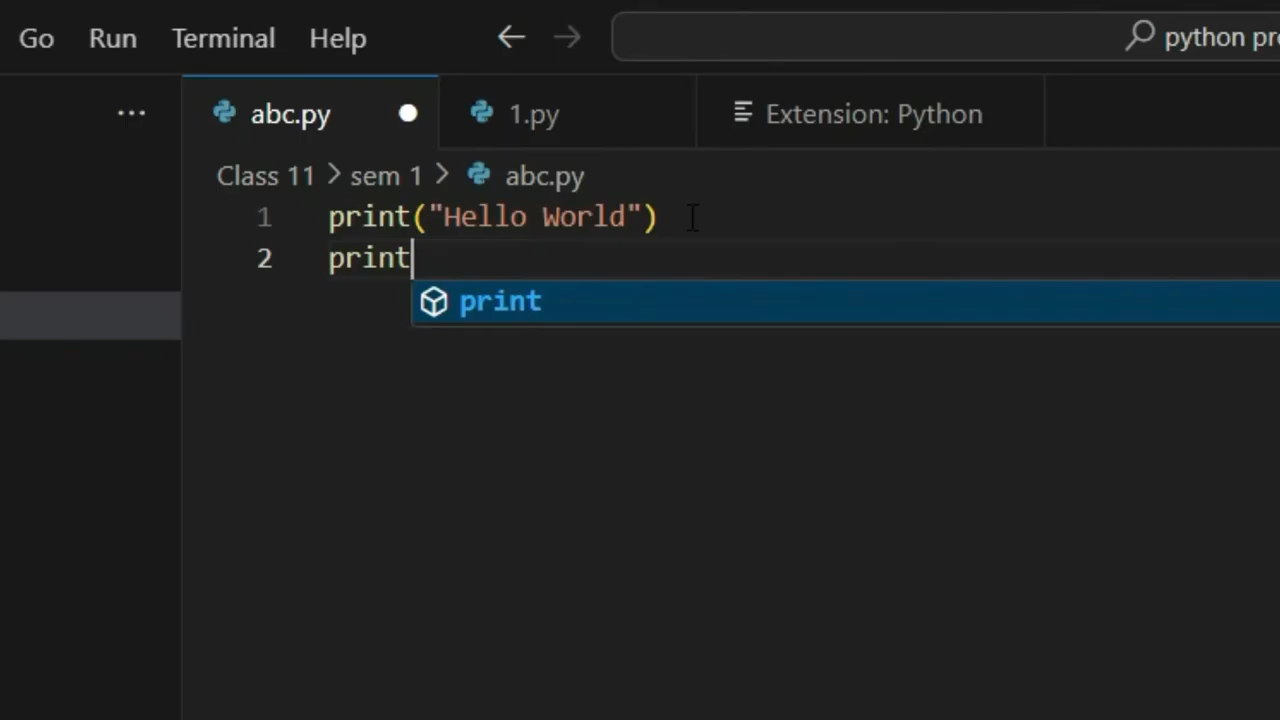 Go Run Terminal Help python pr
abc.py 1.py Extension: Python
Class 11 > sem 1 > abc.py
1 print("Hello World")
2 print
print